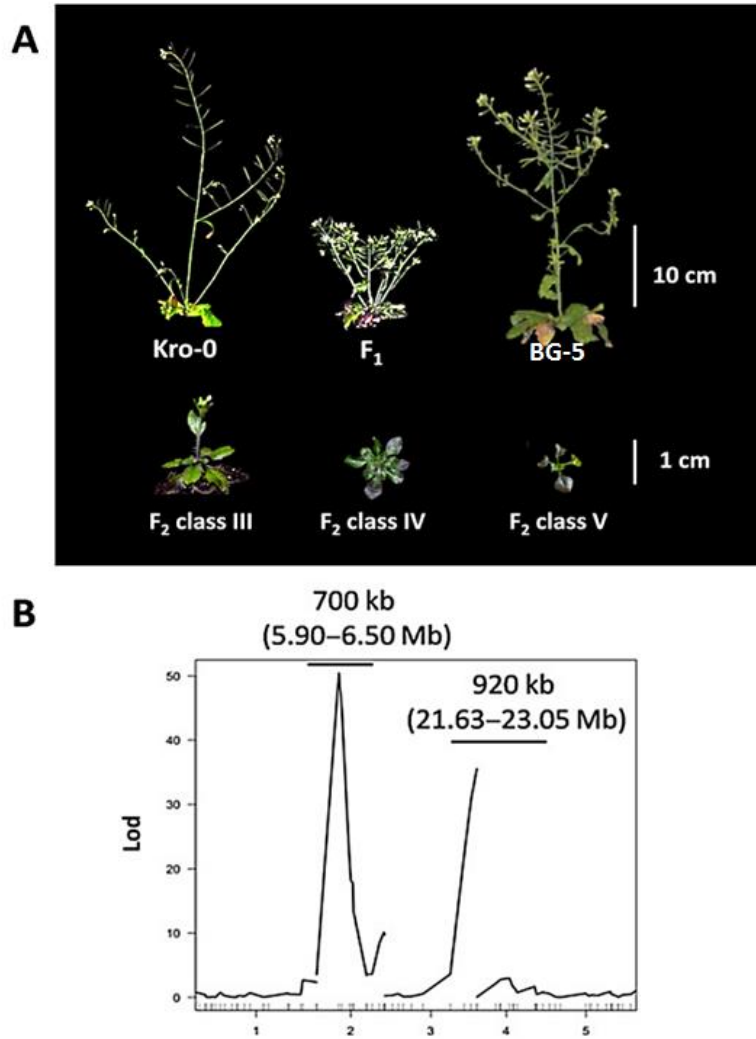 A
Kro-0
F1
BG-5
10 cm
F2 class III
F2 class IV
F2 class V
1 cm
B
700 kb
(5.90–6.50 Mb)
920 kb
(21.63–23.05 Mb)
Lod
50
40
30
20
10
0
1 2 3 4 5